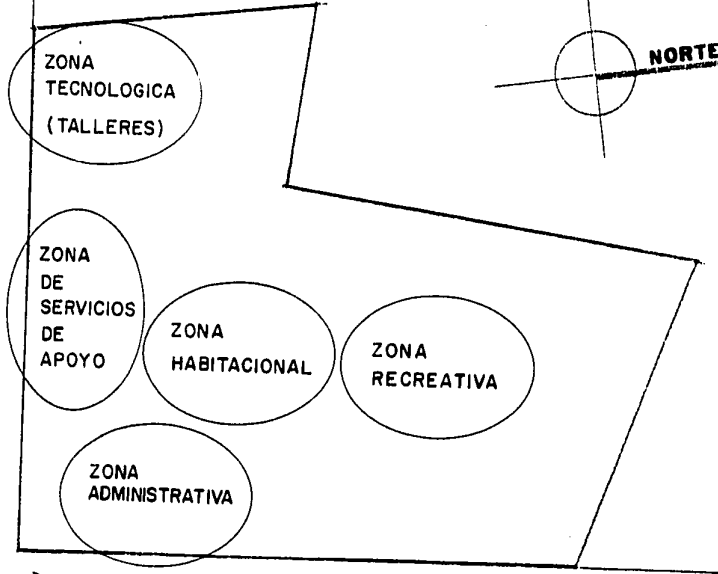 NORTE
ZONA
TECNOLOGICA
(TALLERES)
ZONA
DE
SERVICIOS
DE
APOYO
ZONA
HABITACIONAL
ZONA
RECREATIVA
ZONA
ADMINISTRATIVA